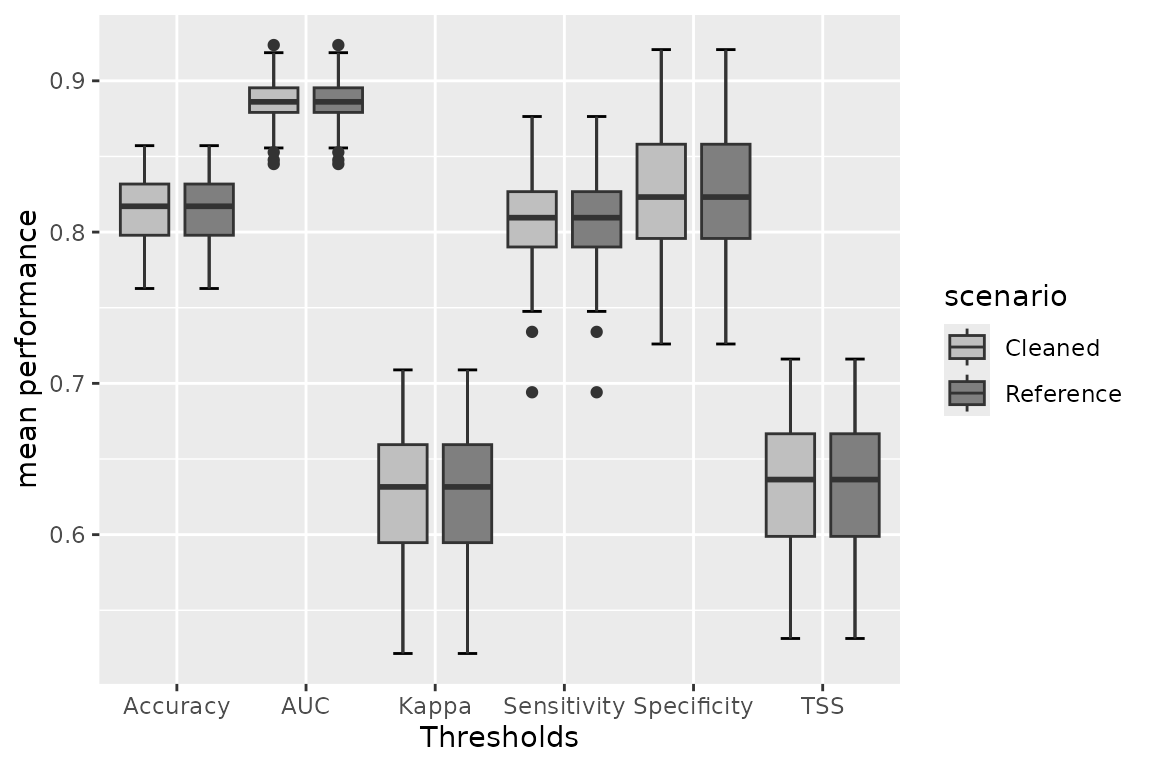 mean performance
0.9
0.8
0.7
0.6
Accuracy AUC Kappa Sensitivity Specificity TSS
Thresholds
scenario
Cleaned
Reference